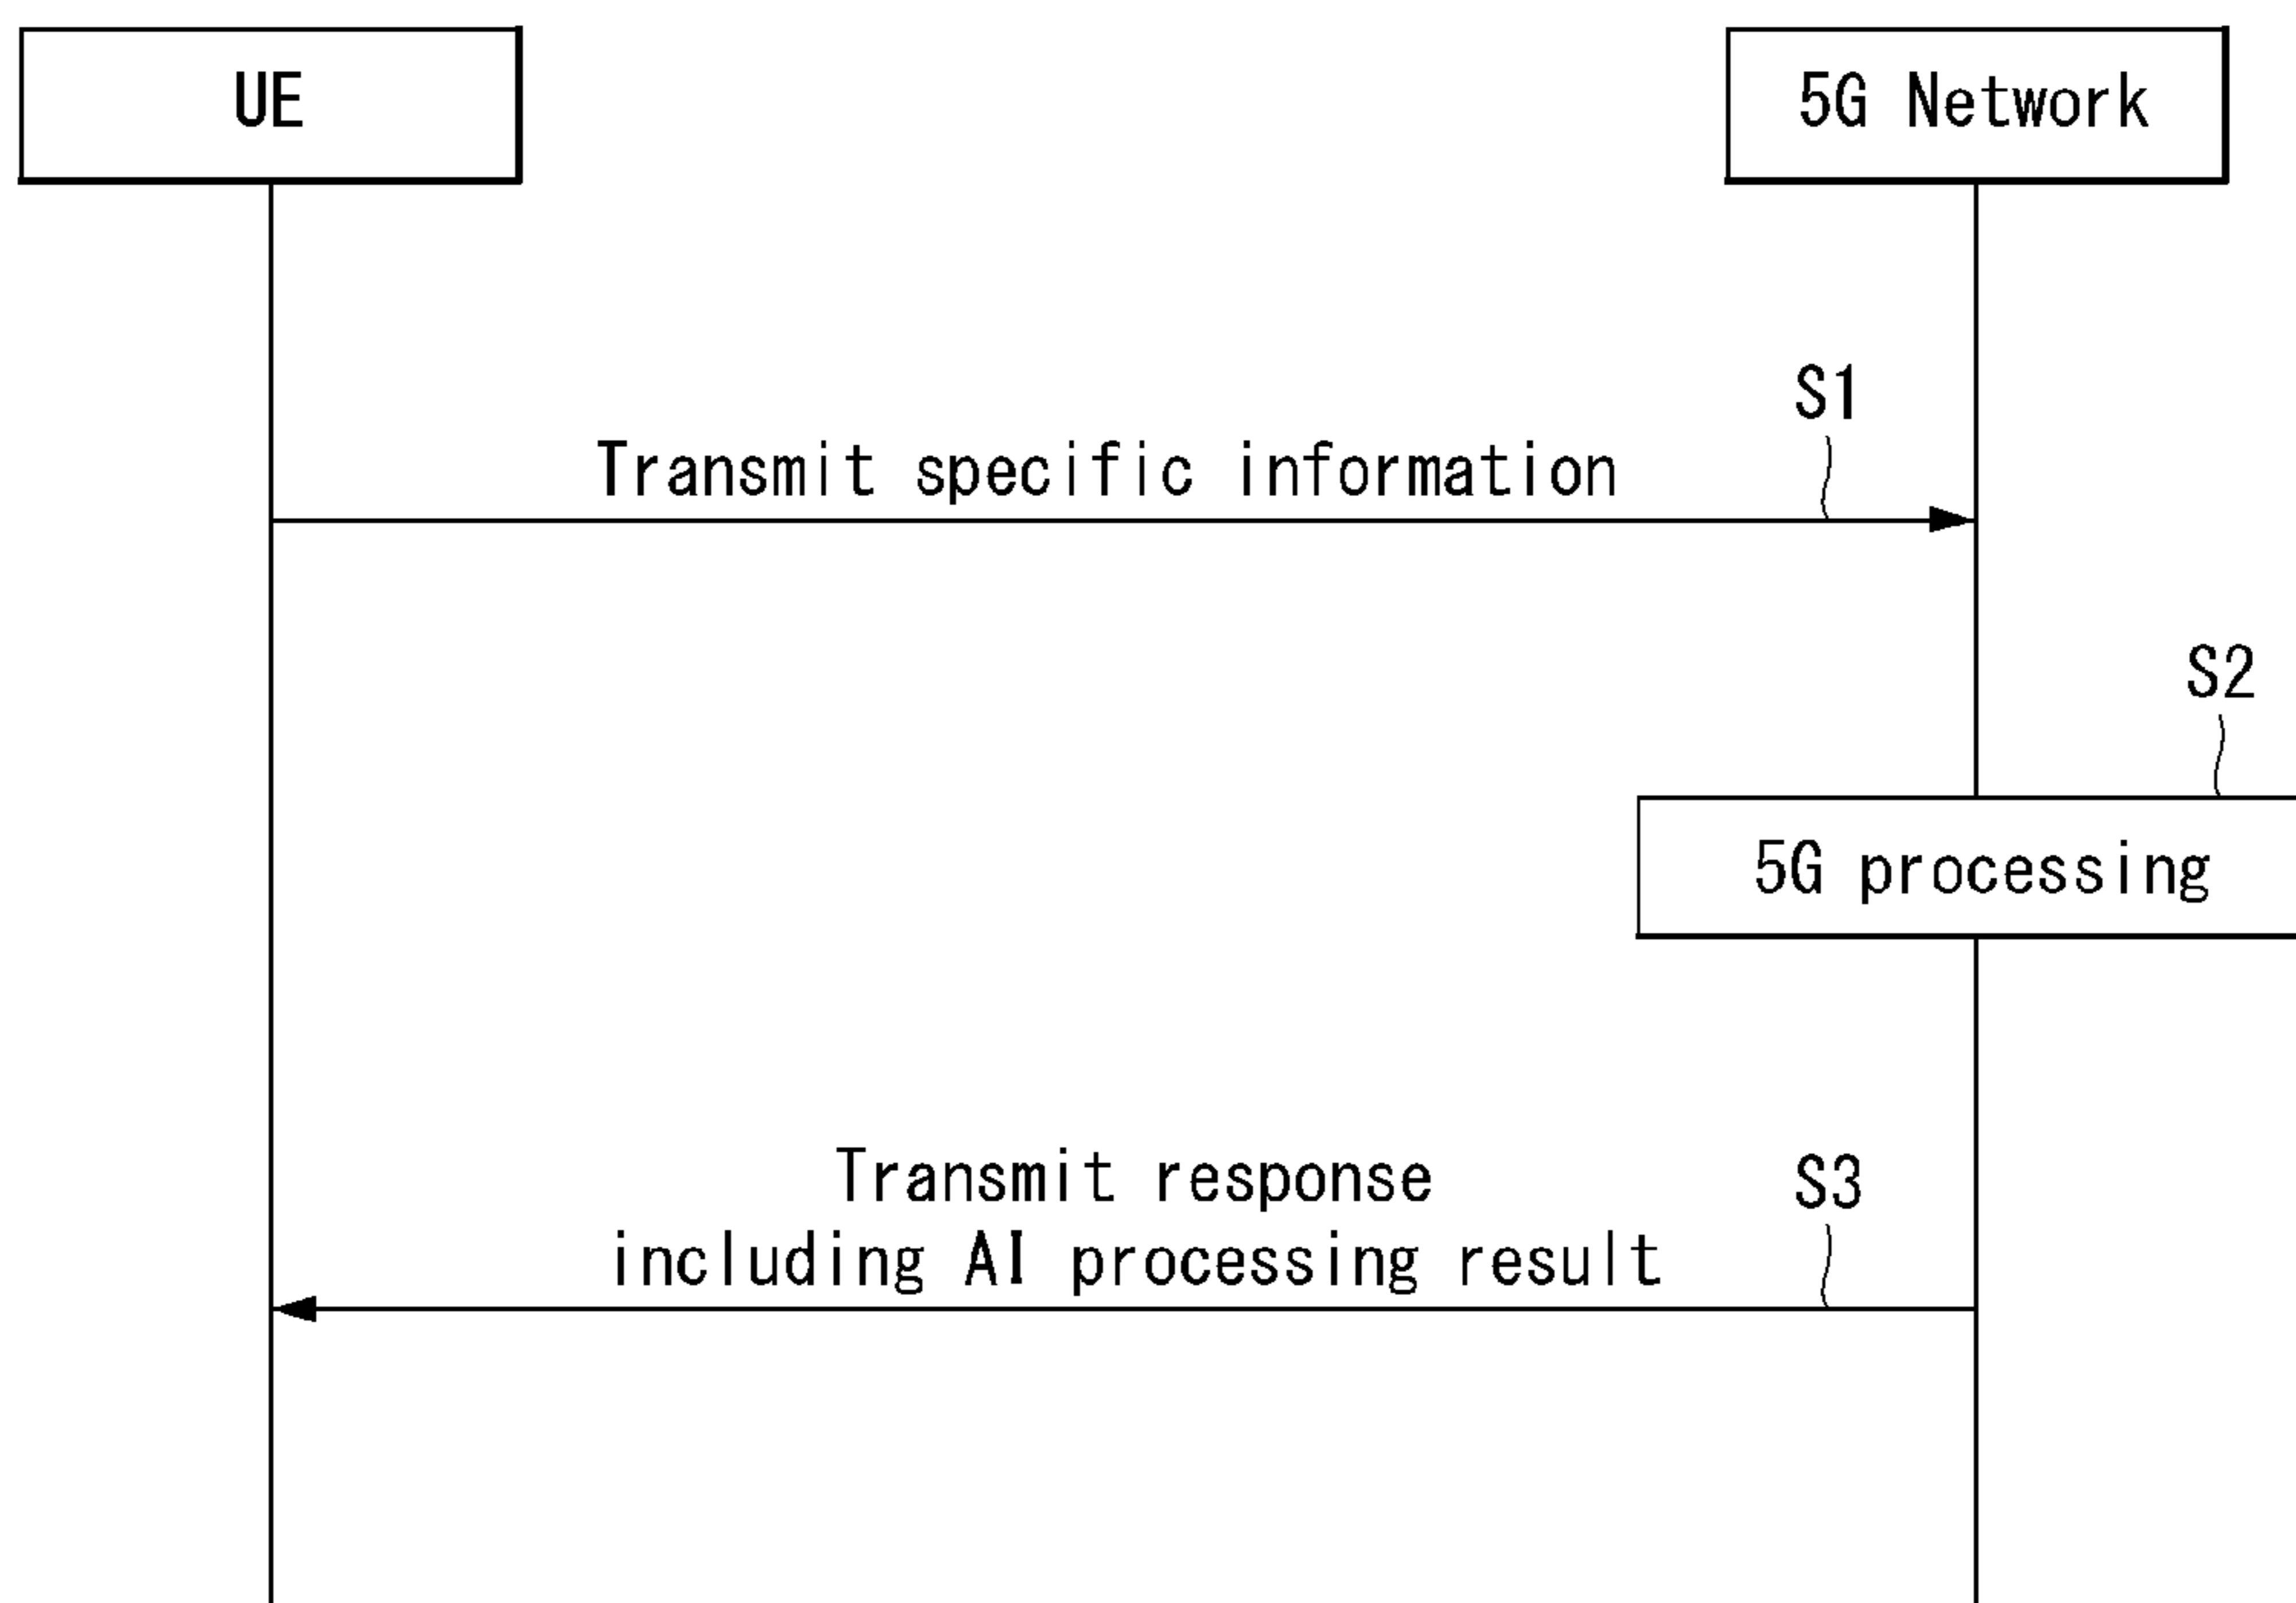 UE
5G Network
S1
Transmit specific information
S2
5G processing
Transmit response
S3
including AI processing result